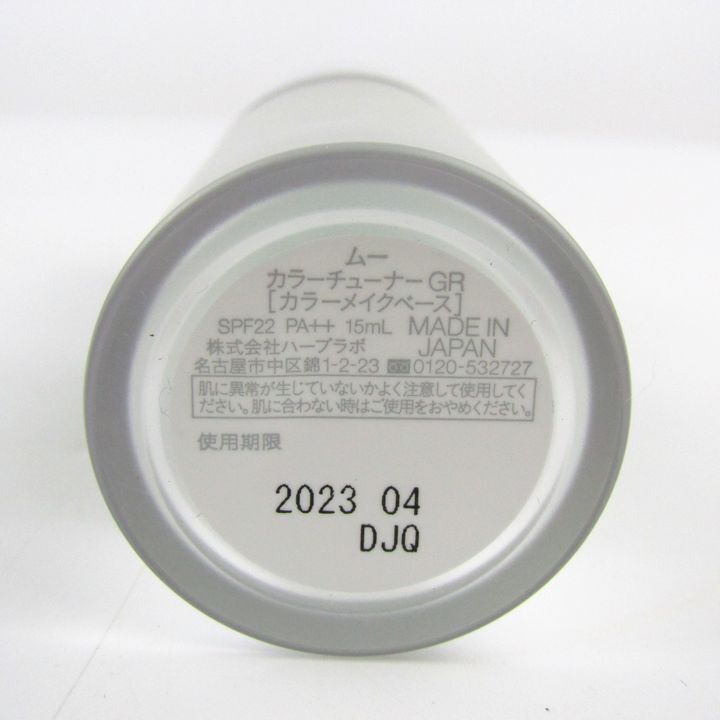 ムー
カラーチューナーGR
[カラーメイクベース]
SPF22 PA++ 15mL MADE IN
株式会社ハーブラボ JAPAN
名古屋市中区錦1-2-23 0120-532727
肌に異常が生じていないかよく注意して使用してく
ださい。肌に合わない時はご使用をおやめください。
使用期限
2023 04
DJQ